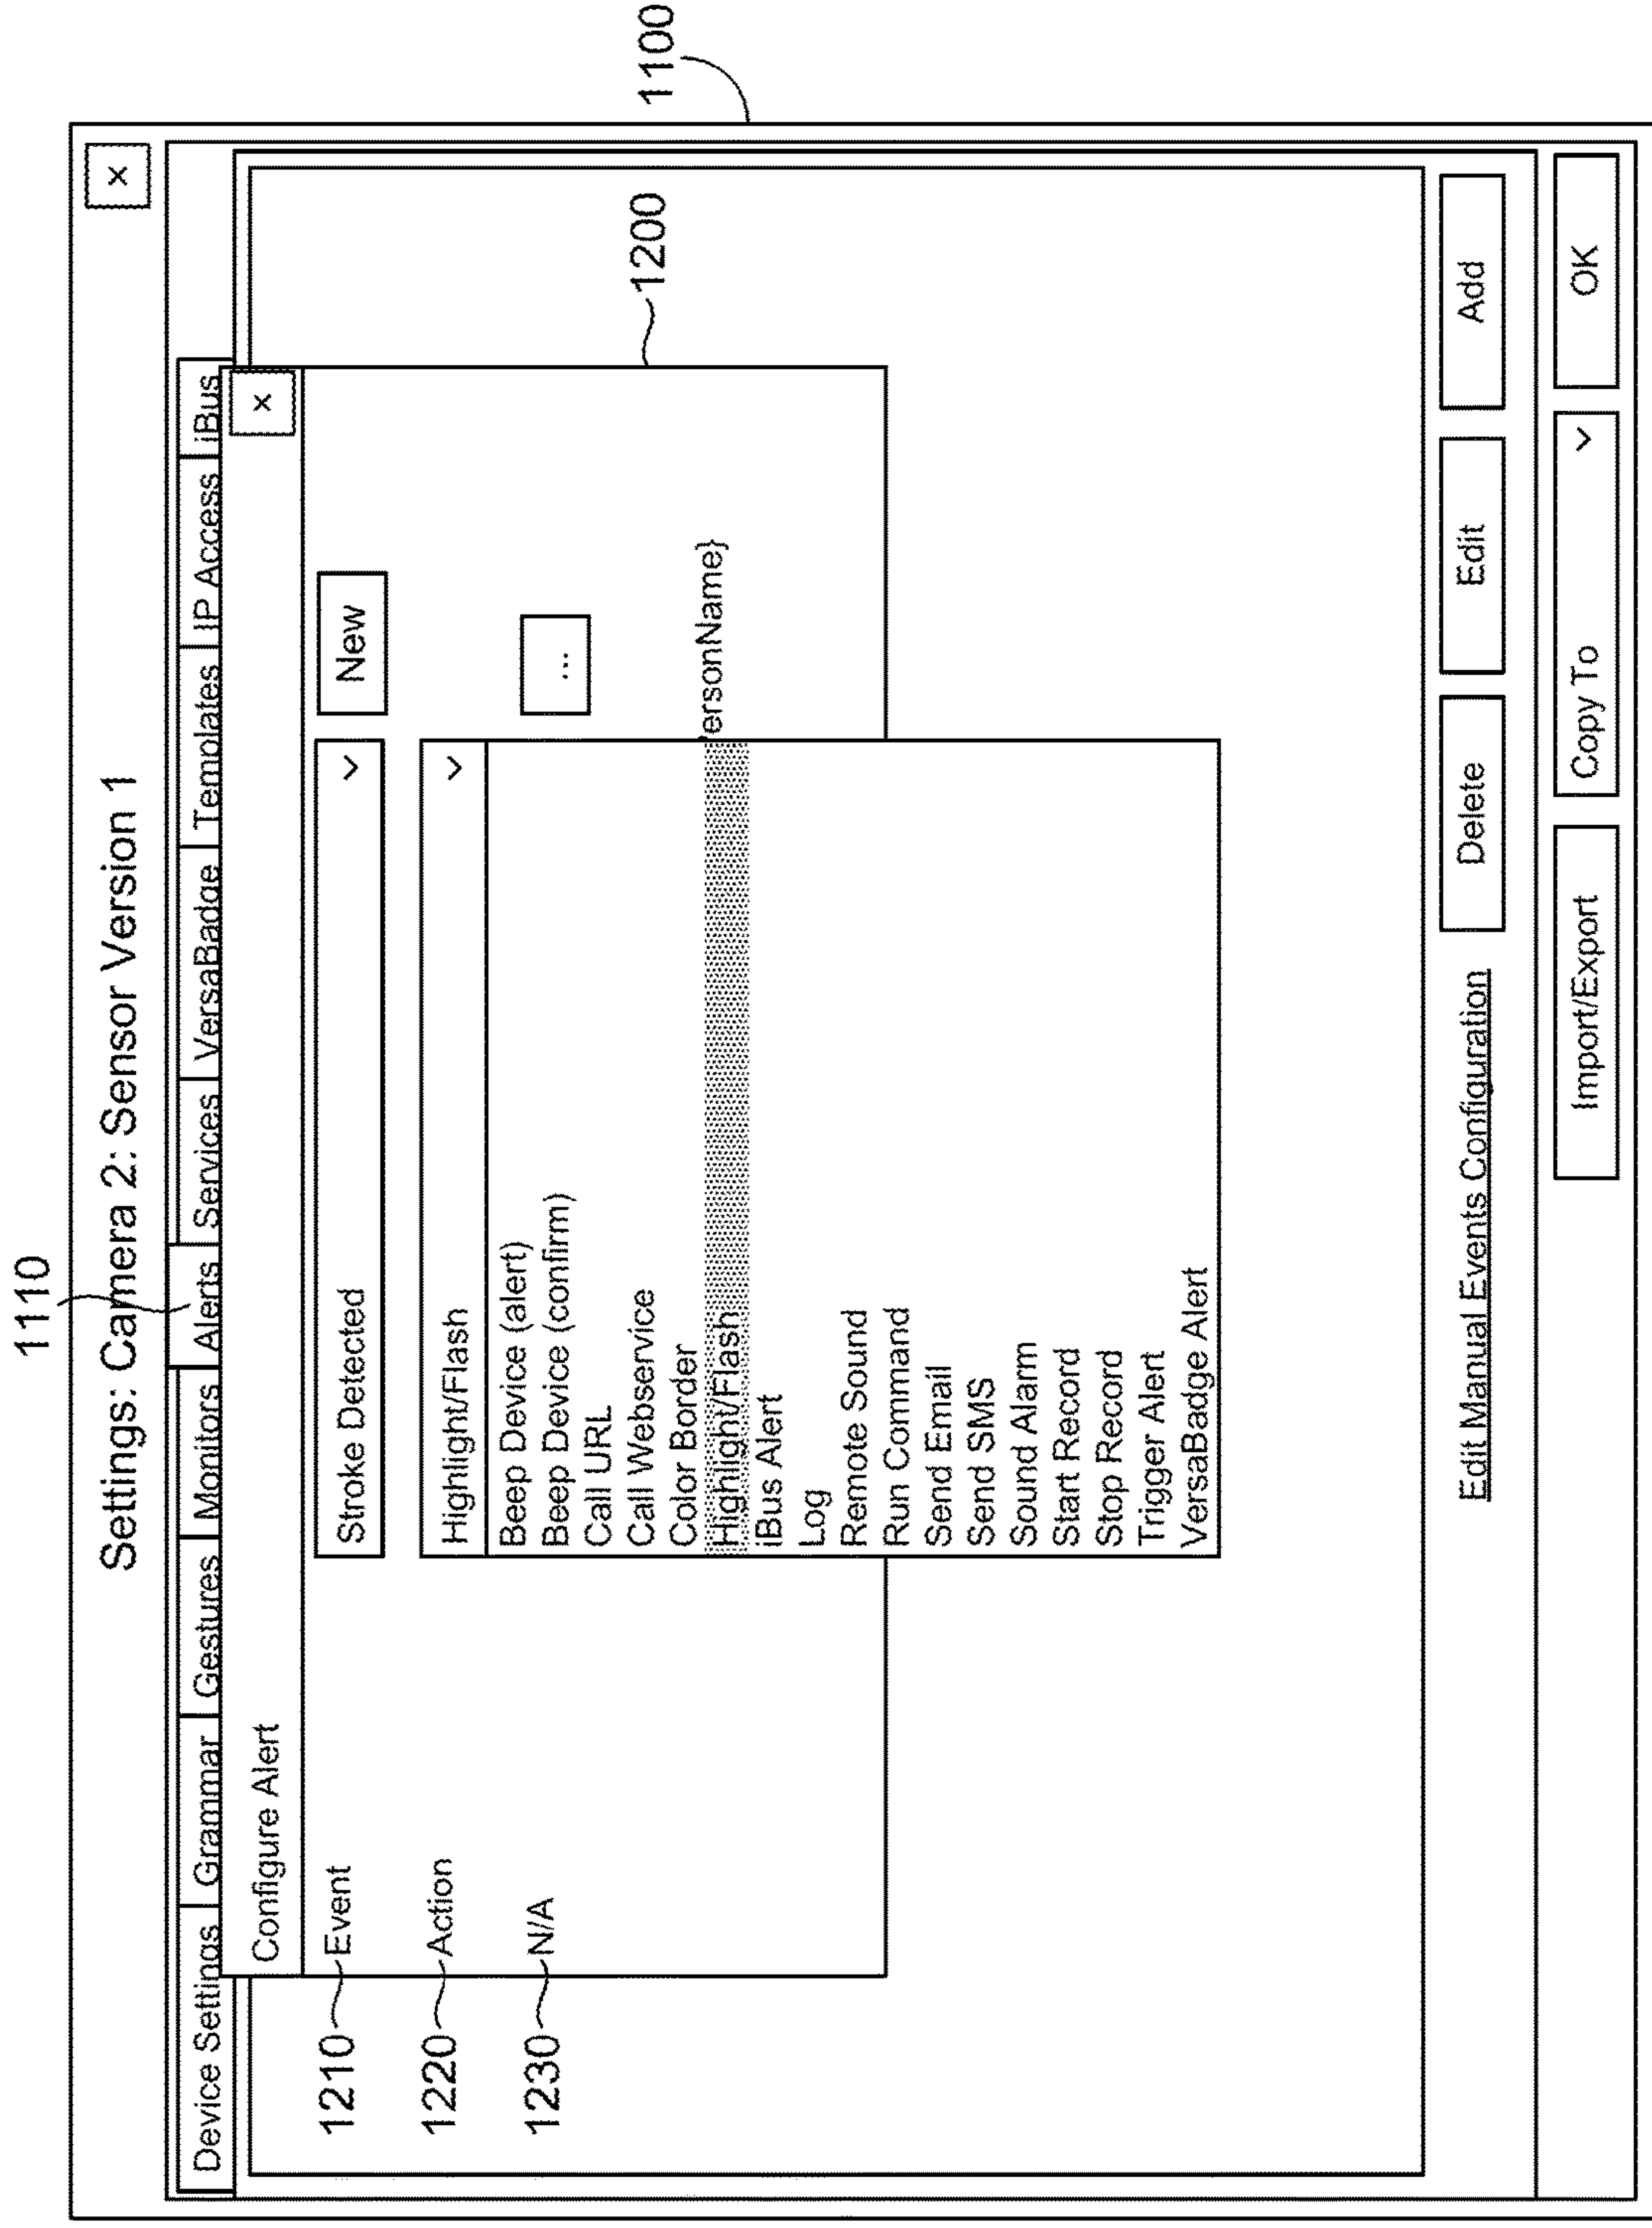 1110
Settings: Camera 2: Sensor Version 1
×
1100
Device Settings Grammar Gestures Monitors Alerts Services VersaBadge Templates IP Access iBus
Configure Alert ×
1210 Event Stroke Detected New
1220 Action Highlight/Flash
1230 N/A ...
Beep Device (alert)
Beep Device (confirm)
Call URL
Call Webservice
1200
Color Border
Highlight/Flash ersonName}
iBus Alert
Log
Remote Sound
Run Command
Send Email
Send SMS
Sound Alarm
Start Record
Stop Record
Trigger Alert
VersaBadge Alert
Edit Manual Events Configuration Delete Edit Add
Import/Export Copy To OK